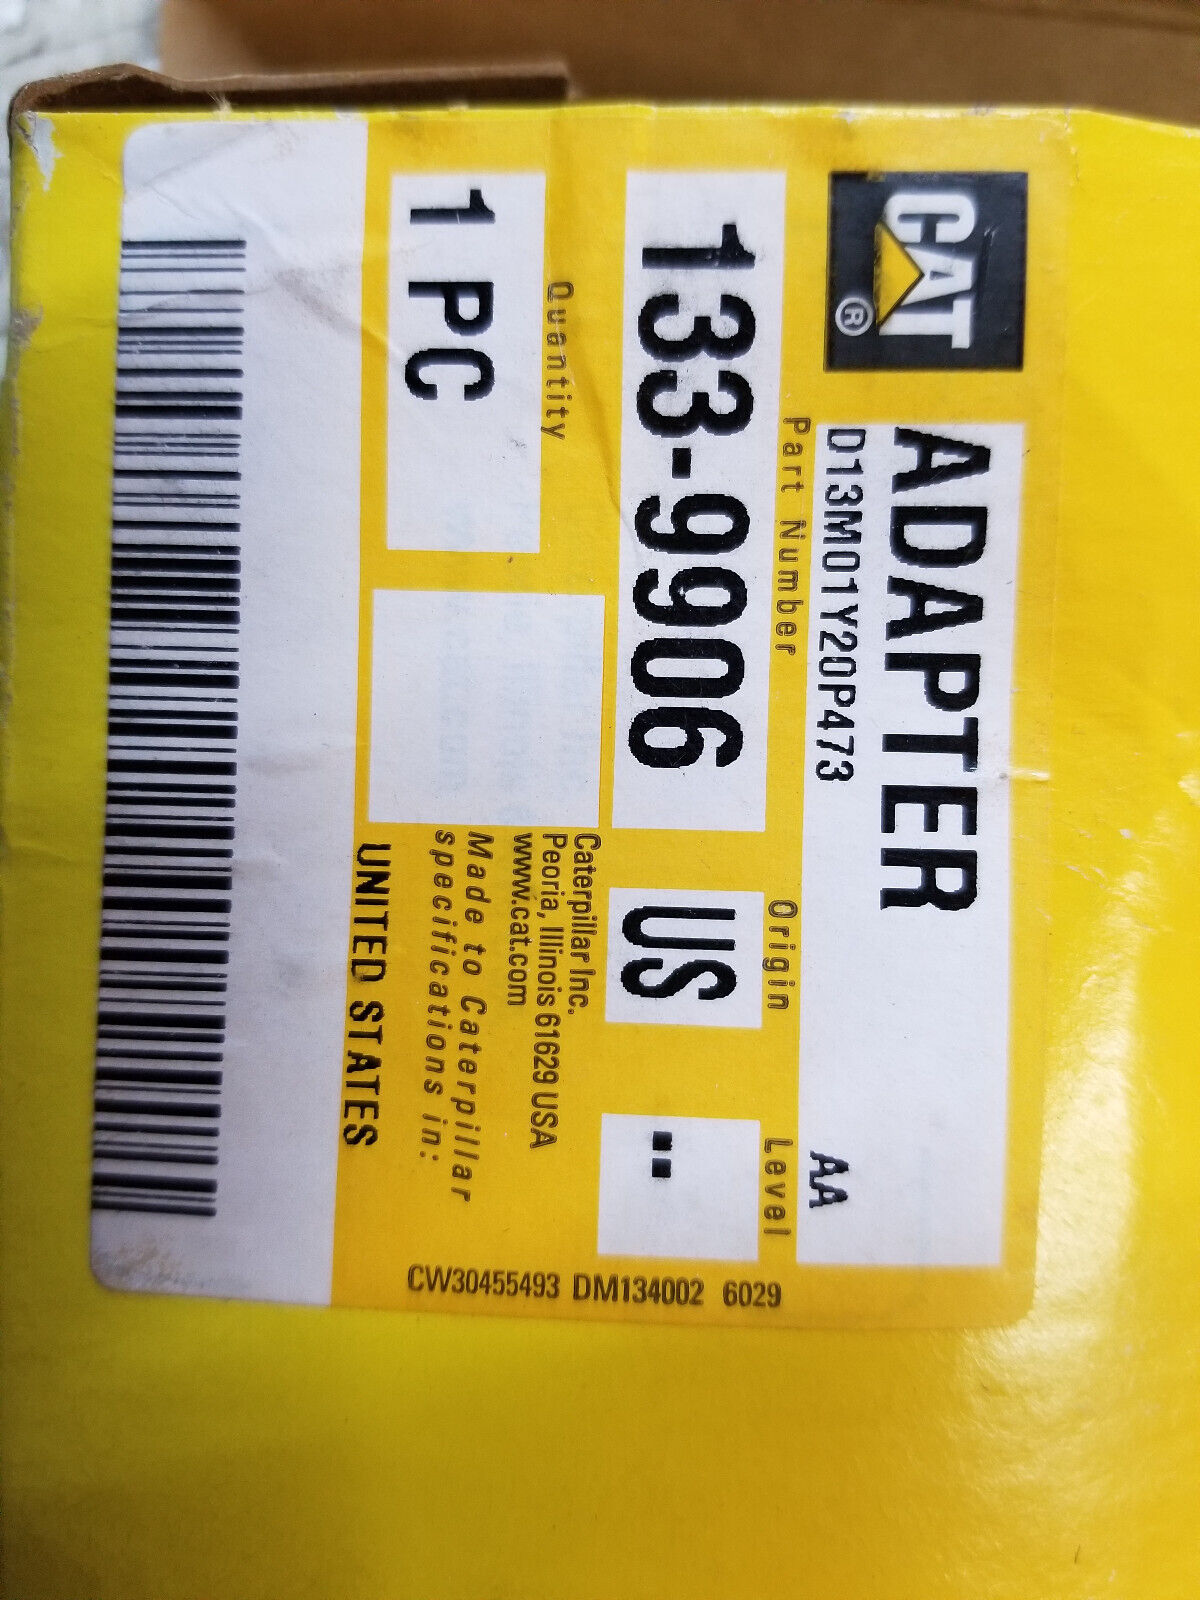 CAT®
ADAPTER
D13M01Y20P473
AA
Part Number
Origin
Level
133-9906
US
--
Quantity
1 PC
Caterpillar Inc.
Peoria, Illinois 61629 USA
www.cat.com
Made to Caterpillar
specifications in:
UNITED STATES
CW30455493 DM134002 6029